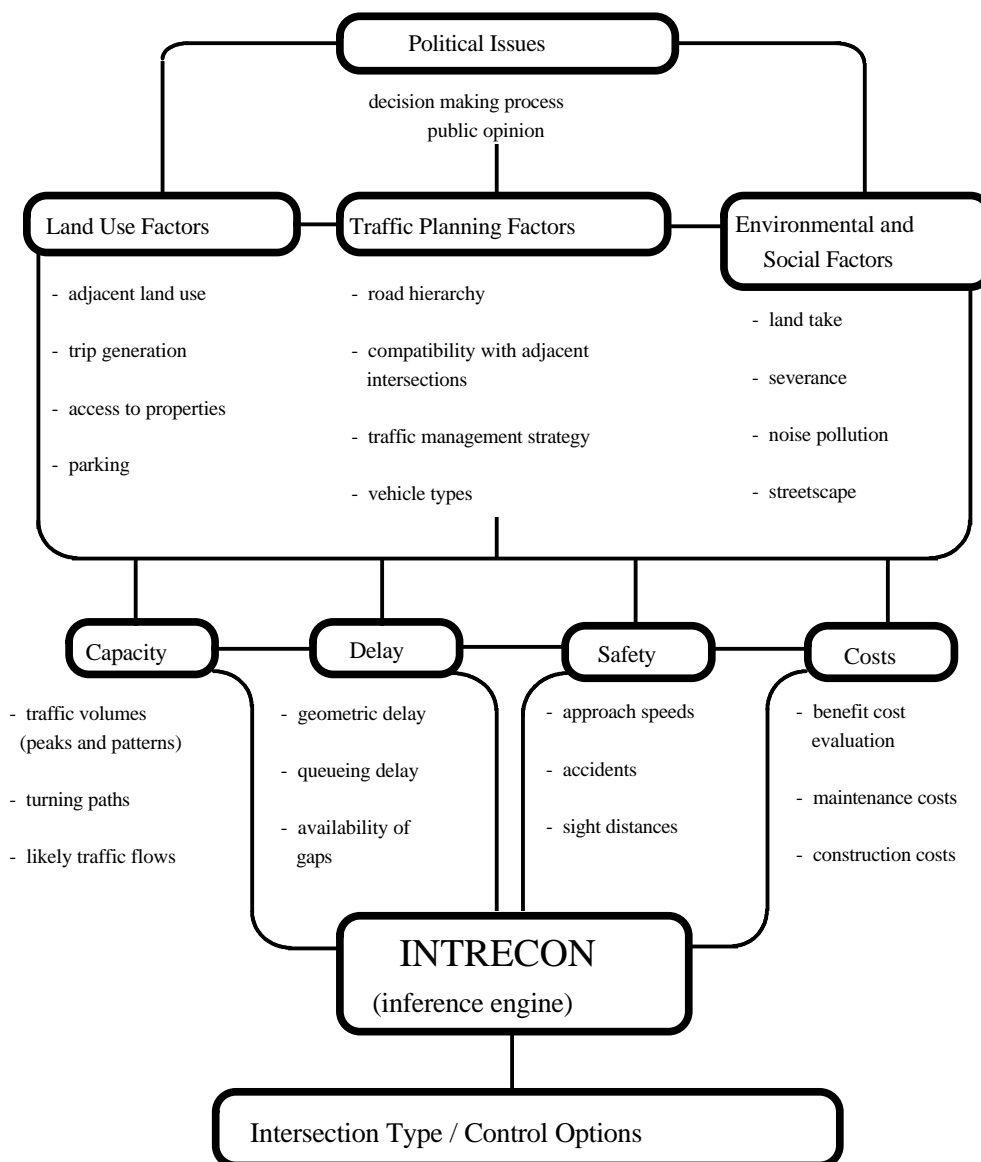 Political Issues
decision making process
public opinion
Land Use Factors
- adjacent land use
- trip generation
- access to properties
- parking
Traffic Planning Factors
- road hierarchy
- compatibility with adjacent
intersections
- traffic management strategy
- vehicle types
Environmental and
Social Factors
- land take
- severance
- noise pollution
- streetscape
Capacity
- traffic volumes
(peaks and patterns)
- turning paths
- likely traffic flows
Delay
- geometric delay
- queueing delay
- availability of
gaps
Safety
- approach speeds
- accidents
- sight distances
Costs
- benefit cost
evaluation
- maintenance costs
- construction costs
INTRECON
(inference engine)
Intersection Type / Control Options